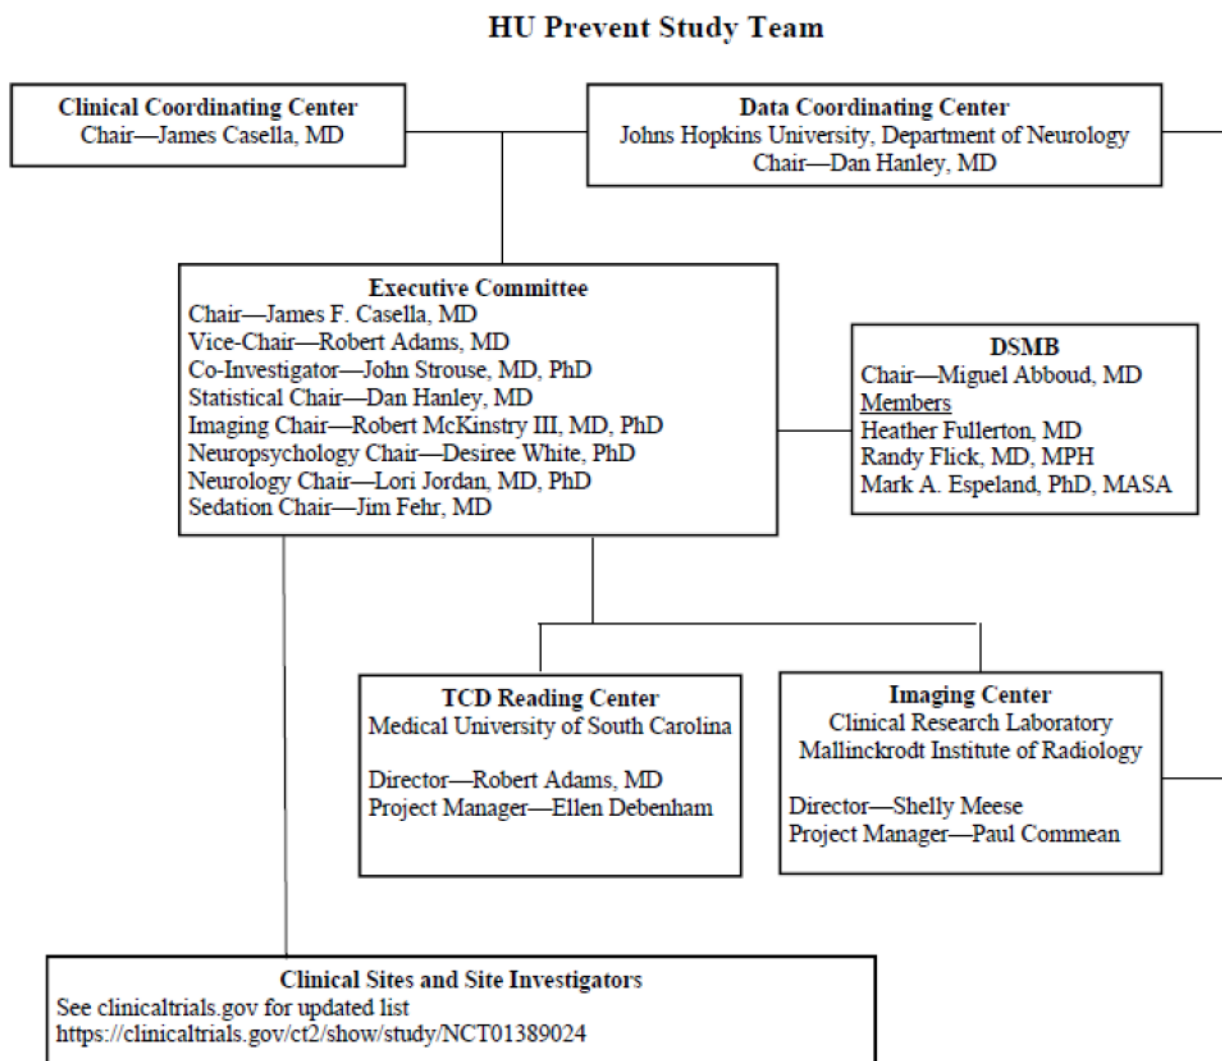 HU Prevent Study Team
Clinical Coordinating Center
Chair—James Casella, MD
Data Coordinating Center
Johns Hopkins University, Department of Neurology
Chair—Dan Hanley, MD
Executive Committee
Chair—James F. Casella, MD
Vice-Chair—Robert Adams, MD
Co-Investigator—John Strouse, MD, PhD
Statistical Chair—Dan Hanley, MD
Imaging Chair—Robert McKinstry III, MD, PhD
Neuropsychology Chair—Desiree White, PhD
Neurology Chair—Lori Jordan, MD, PhD
Sedation Chair—Jim Fehr, MD
DSMB
Chair—Miguel Abboud, MD
Members
Heather Fullerton, MD
Randy Flick, MD, MPH
Mark A. Espeland, PhD, MASA
TCD Reading Center
Medical University of South Carolina
Director—Robert Adams, MD
Project Manager—Ellen Debenham
Imaging Center
Clinical Research Laboratory
Mallinckrodt Institute of Radiology
Director—Shelly Meese
Project Manager—Paul Commean
Clinical Sites and Site Investigators
See clinicaltrials.gov for updated list
https://clinicaltrials.gov/ct2/show/study/NCT01389024